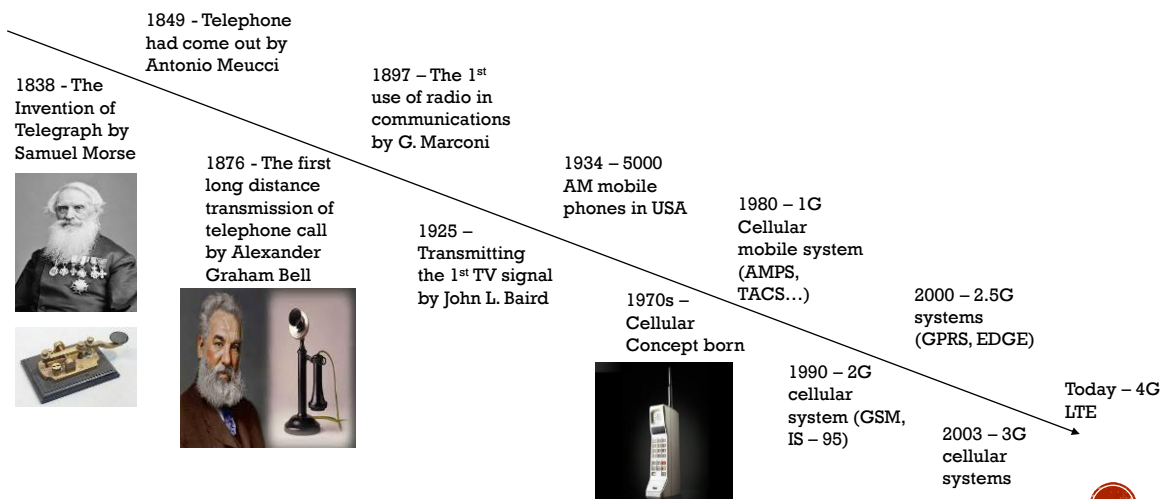 1849 - Telephone
had come out by
Antonio Meucci
1838 - The
Invention of
Telegraph by
Samuel Morse
1897 – The 1st
use of radio in
communications
by G. Marconi
1876 - The first
long distance
transmission of
telephone call
by Alexander
Graham Bell
1934 – 5000
AM mobile
phones in USA
1925 –
Transmitting
the 1st TV signal
by John L. Baird
1980 – 1G
Cellular
mobile system
(AMPS,
TACS…)
1970s –
Cellular
Concept born
2000 – 2.5G
systems
(GPRS, EDGE)
1990 – 2G
cellular
system (GSM,
IS – 95)
Today – 4G
LTE
2003 – 3G
cellular
systems